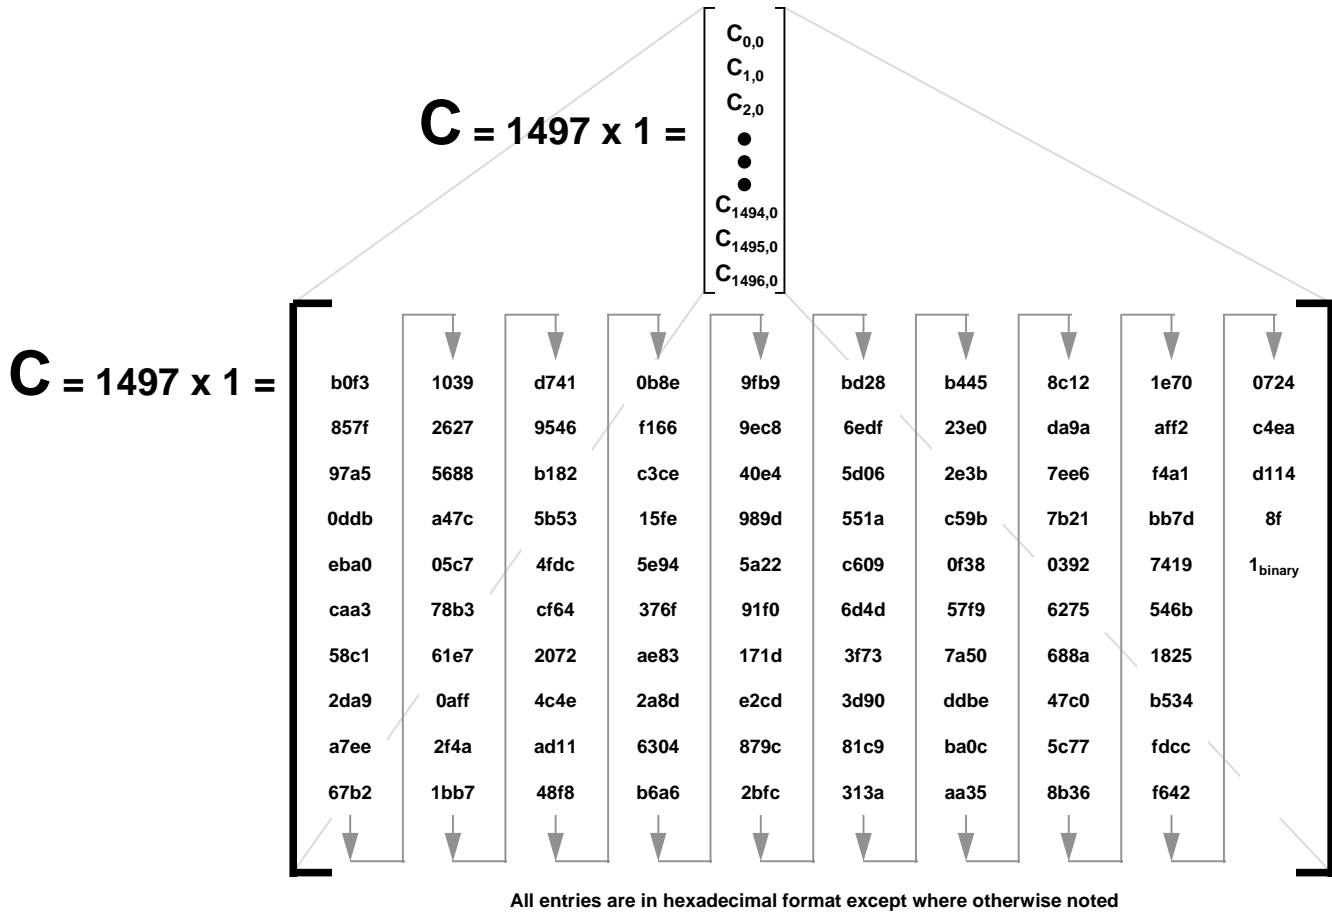 C0,0
C1,0
C2,0
C = 1497 x 1 =
C1494,0
C1495,0
C1496,0
C = 1497 x 1 =
b0f3 1039 d741 0b8e 9fb9 bd28 b445 8c12 1e70 0724
857f 2627 9546 f166 9ec8 6edf 23e0 da9a aff2 c4ea
97a5 5688 b182 c3ce 40e4 5d06 2e3b 7ee6 f4a1 d114
0ddb a47c 5b53 15fe 989d 551a c59b 7b21 bb7d 8f
eba0 05c7 4fdc 5e94 5a22 c609 0f38 0392 7419 1binary
caa3 78b3 cf64 376f 91f0 6d4d 57f9 6275 546b
58c1 61e7 2072 ae83 171d 3f73 7a50 688a 1825
2da9 0aff 4c4e 2a8d e2cd 3d90 ddbe 47c0 b534
a7ee 2f4a ad11 6304 879c 81c9 ba0c 5c77 fdcc
67b2 1bb7 48f8 b6a6 2bfc 313a aa35 8b36 f642
All entries are in hexadecimal format except where otherwise noted